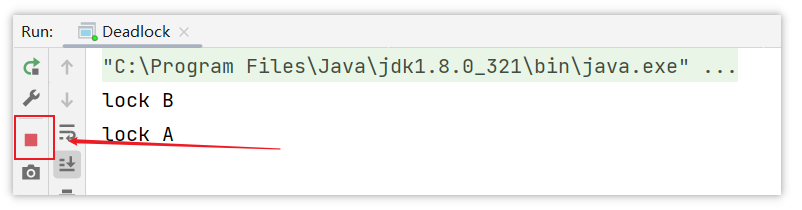 Run: Deadlock
"C:\Program Files\Java\jdk1.8.0_321\bin\java.exe" ...
lock B
lock A